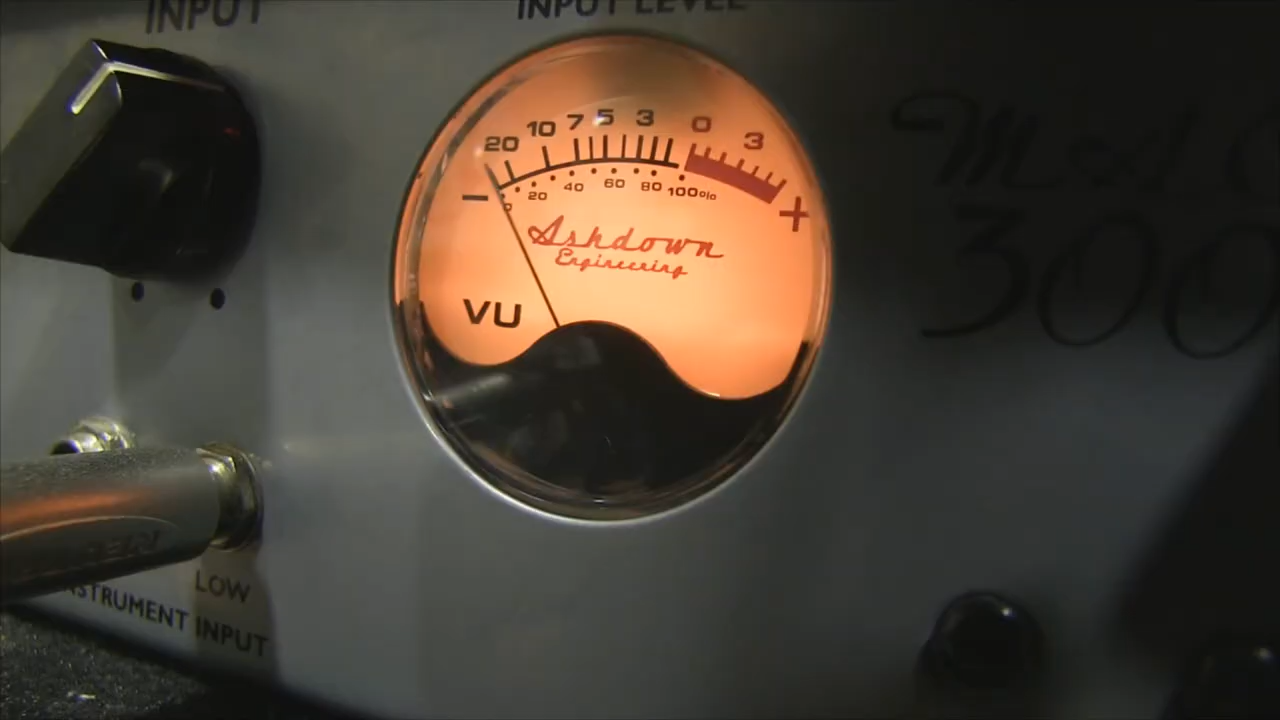 INPUT
INPUT LEVEL
20 10 7 5 3 0 3
- 0 20 40 60 80 100% +
Ashdown
Engineering
VU
300
LOW
INSTRUMENT INPUT